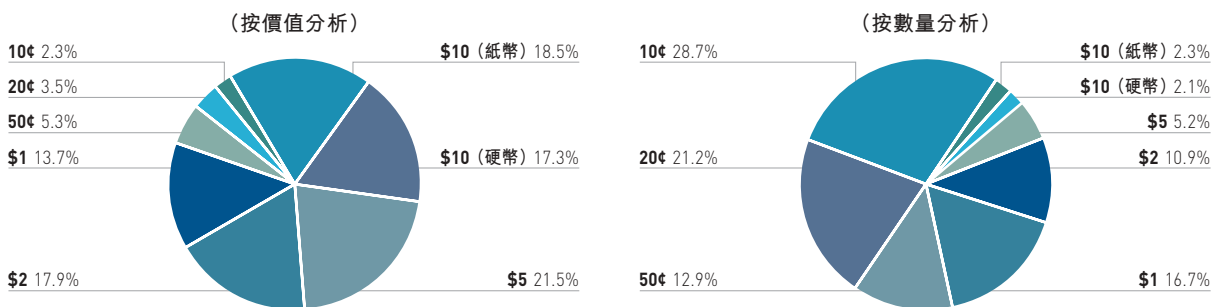 （按價值分析）
10¢ 2.3%
20¢ 3.5%
50¢ 5.3%
$1 13.7%
$2 17.9%
$10（紙幣）18.5%
$10（硬幣）17.3%
$5 21.5%
（按數量分析）
10¢ 28.7%
20¢ 21.2%
50¢ 12.9%
$10（紙幣）2.3%
$10（硬幣）2.1%
$5 5.2%
$2 10.9%
$1 16.7%